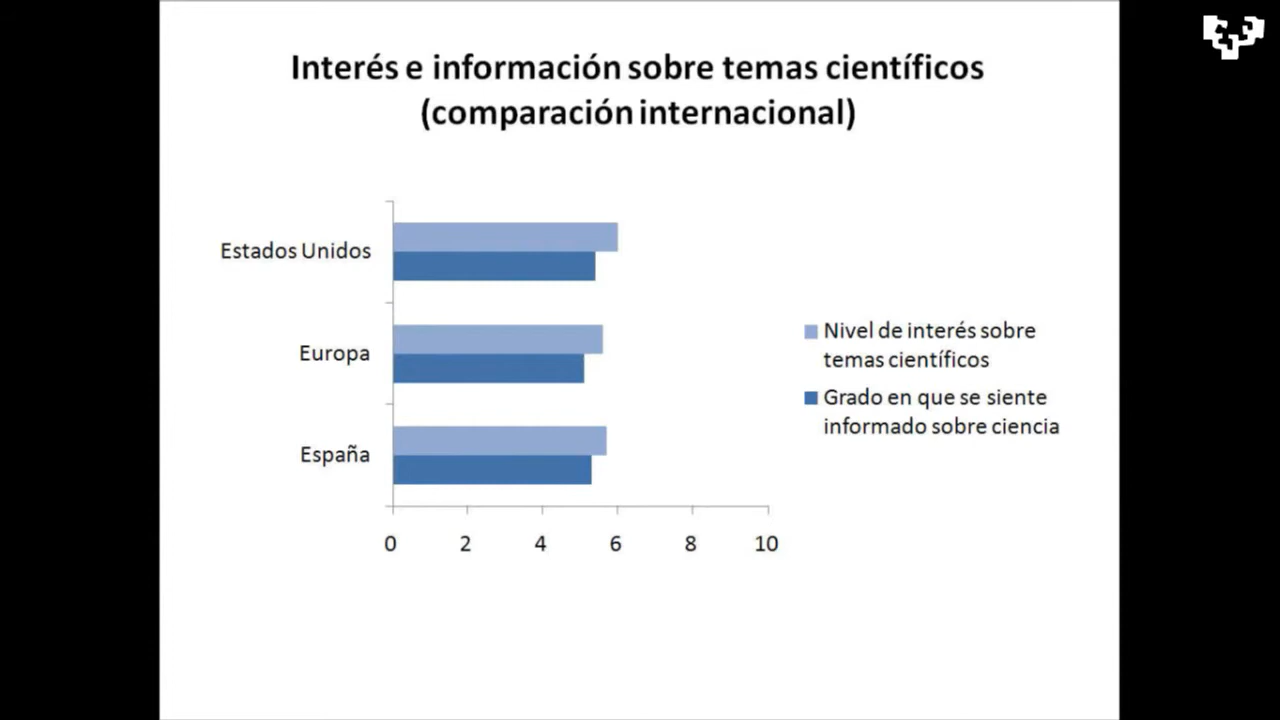 Interés e información sobre temas científicos
(comparación internacional)
Estados Unidos
Europa
España
0 2 4 6 8 10
Nivel de interés sobre
temas científicos
Grado en que se siente
informado sobre ciencia